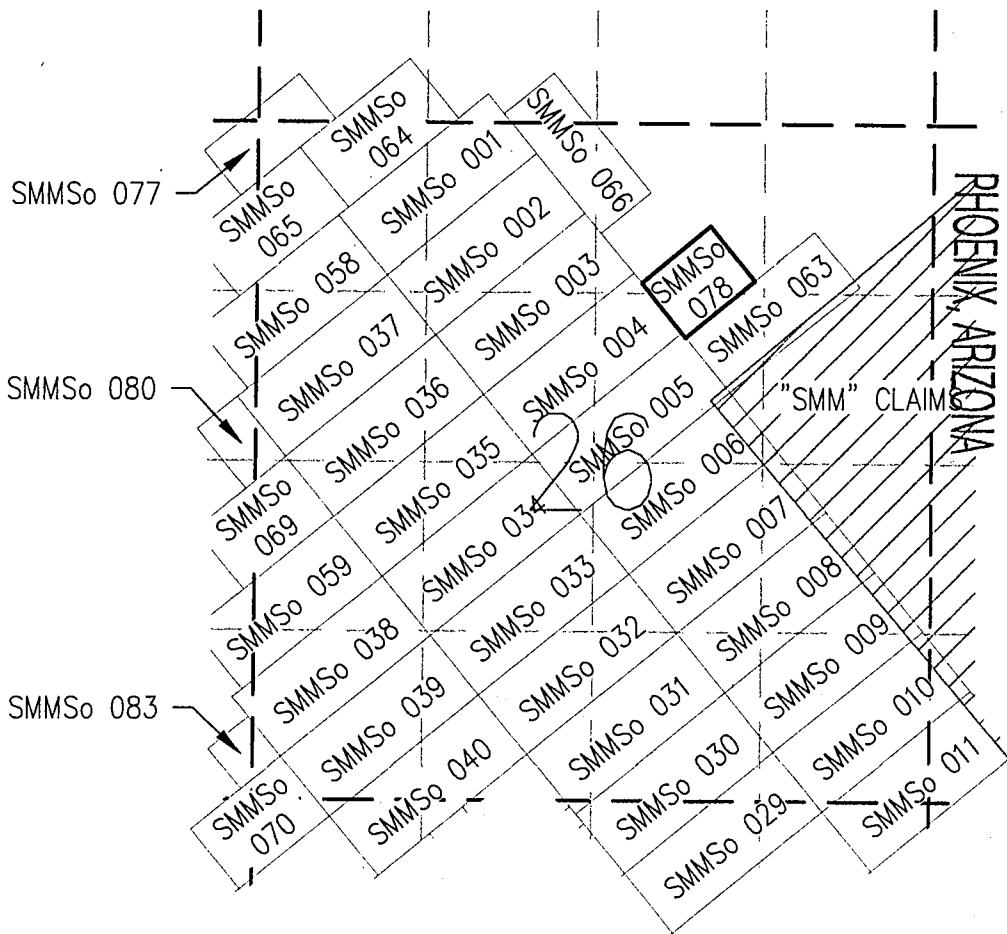 SMMSo 077
SMMSo 080
SMMSo 083
SMMSo
064
SMMSo
065
SMMSo 001
SMMSo 066
SMMSo 002
SMMSo 058
SMMSo 003
SMMSo
078
SMMSo 063
SMMSo 037
SMMSo 004
SMMSo 036
SMMSo 005
"SMM" CLAIMS
RHOENIX, ARIZONA
26
SMMSo 035
SMMSo 006
SMMSo
069
SMMSo 034
SMMSo 007
SMMSo 059
SMMSo 033
SMMSo 008
SMMSo 038
SMMSo 032
SMMSo 009
SMMSo 039
SMMSo 031
SMMSo 010
SMMSo 040
SMMSo 030
SMMSo 011
SMMSo
070
SMMSo 029